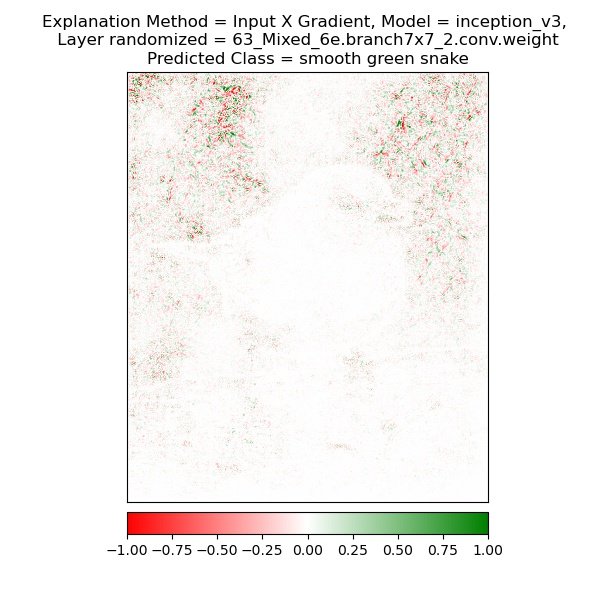 Explanation Method = Input X Gradient, Model = inception_v3,
Layer randomized = 63_Mixed_6e.branch7x7_2.conv.weight
Predicted Class = smooth green snake
−1.00 −0.75 −0.50 −0.25 0.00 0.25 0.50 0.75 1.00